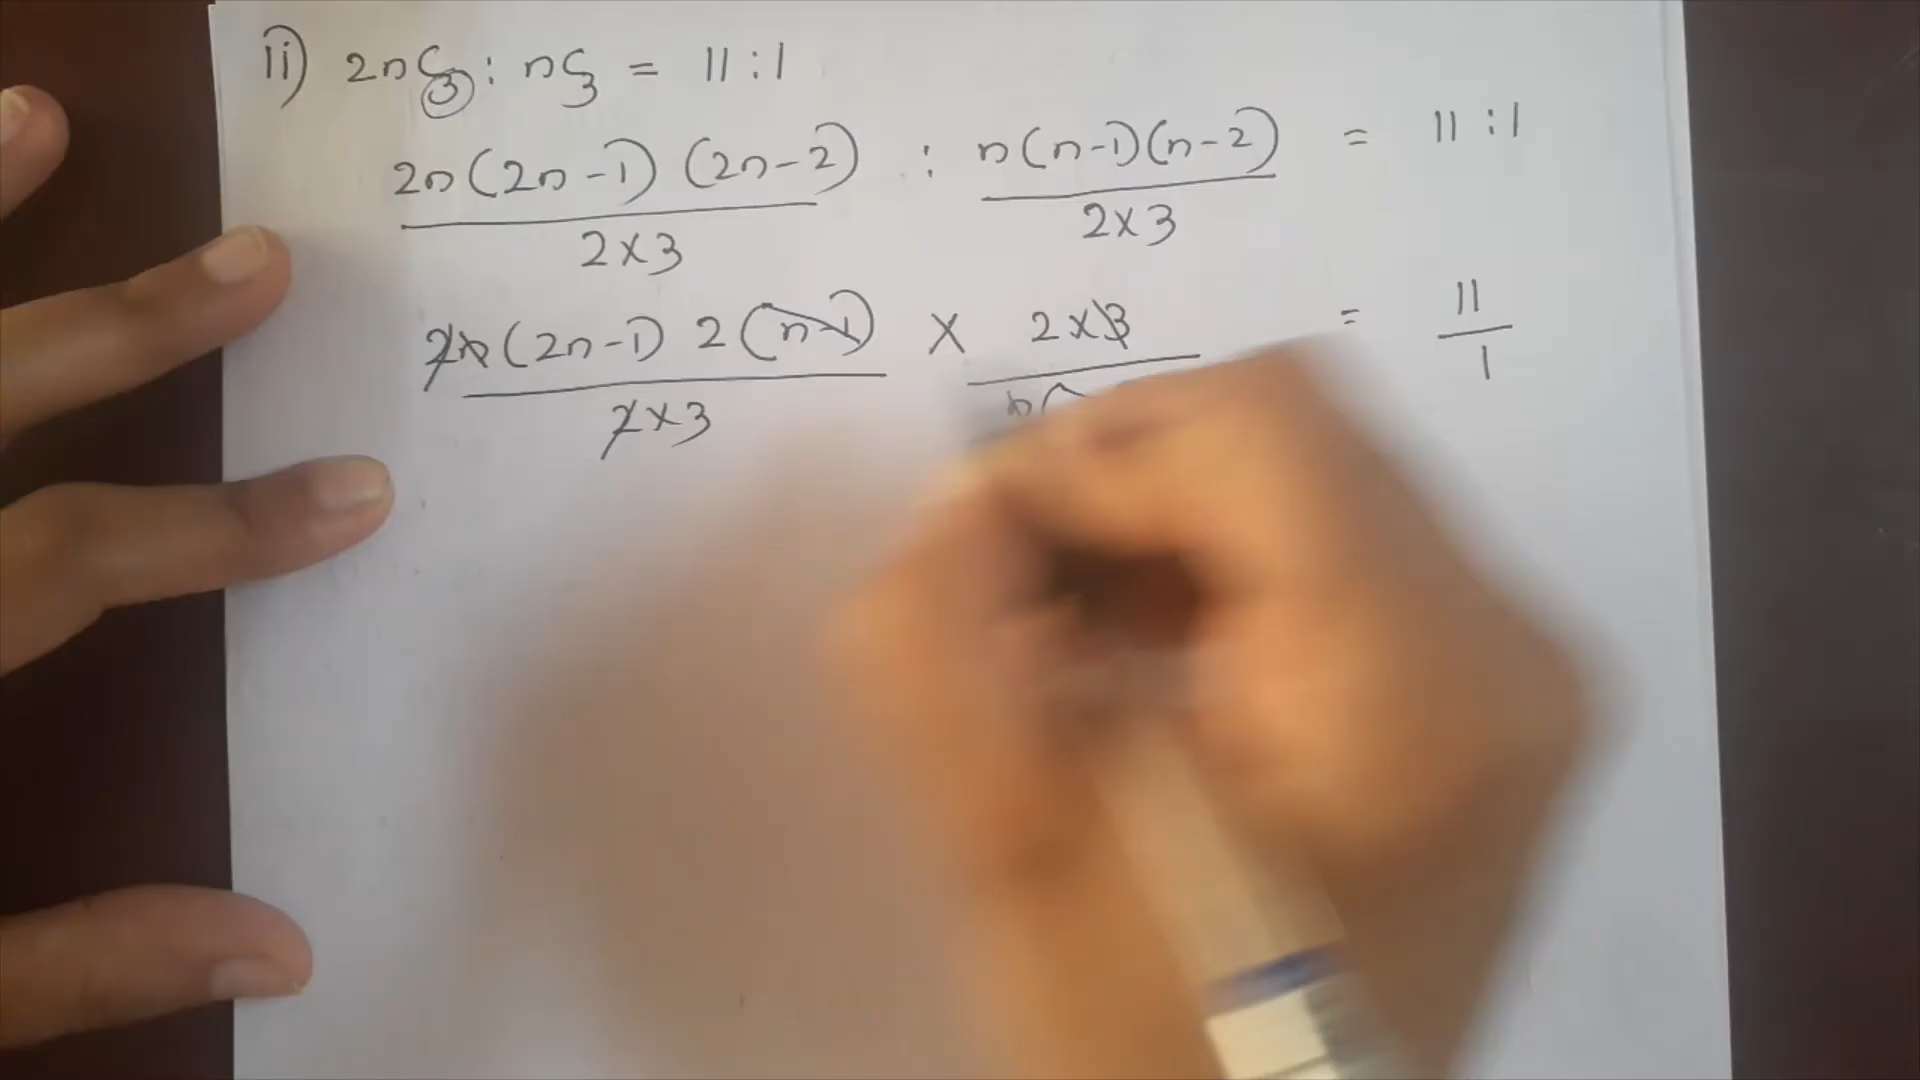 ii) 2nC3 : nC3 = 11 : 1
2n(2n-1)(2n-2) : n(n-1)(n-2) = 11 : 1
2×3 2×3
2n(2n-1) 2(n-1) × 2×3 = 11
2×3 n( 1